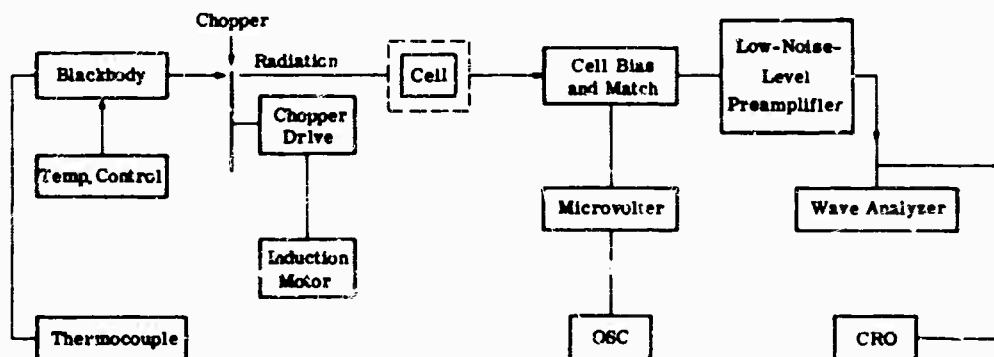 Chopper
Blackbody
Radiation
Cell
Cell Bias
and Match
Low-Noise-
Level
Preamplifier
Chopper
Drive
Temp. Control
Microvolter
Wave Analyzer
Induction
Motor
Thermocouple
OSC
CRO